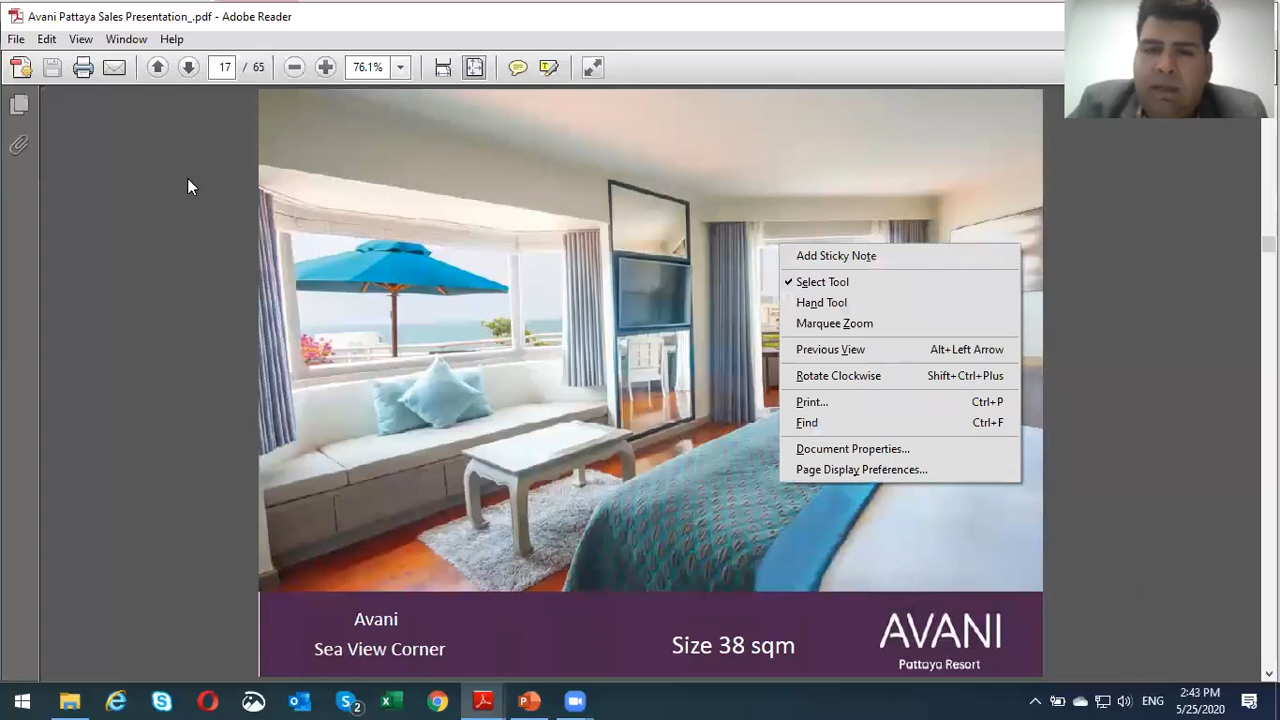 Avani Pattaya Sales Presentation_.pdf - Adobe Reader
File Edit View Window Help
17 / 65 76.1%
Add Sticky Note
Select Tool
Hand Tool
Marquee Zoom
Previous View Alt+Left Arrow
Rotate Clockwise Shift+Ctrl+Plus
Print... Ctrl+P
Find Ctrl+F
Document Properties...
Page Display Preferences...
Avani
Sea View Corner
Size 38 sqm
AVANI
Pattaya Resort
2
ENG
2:43 PM
5/25/2020